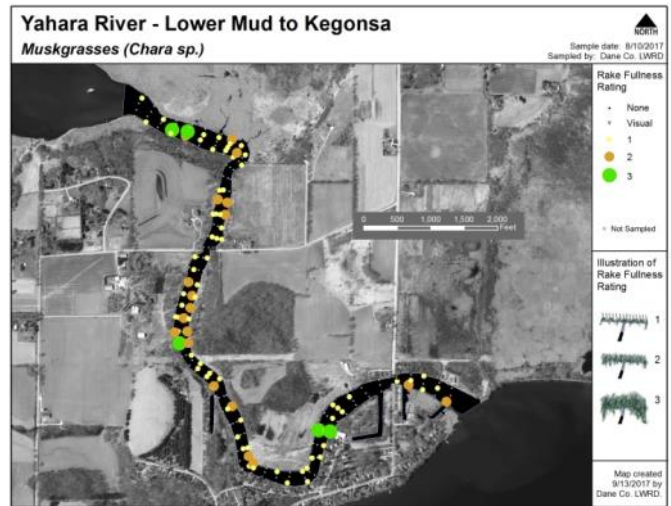 Yahara River - Lower Mud to Kegonsa
Muskgrasses (Chara sp.)
NORTH
Sample date: 8/10/2017
Sampled by: Dane Co. LWRD
Rake Fullness
Rating
None
Visual
1
2
3
Not Sampled
0 500 1,000 1,500 2,000
Feet
Illustration of
Rake Fullness
Rating
1
2
3
Map created
9/13/2017 by
Dane Co. LWRD.